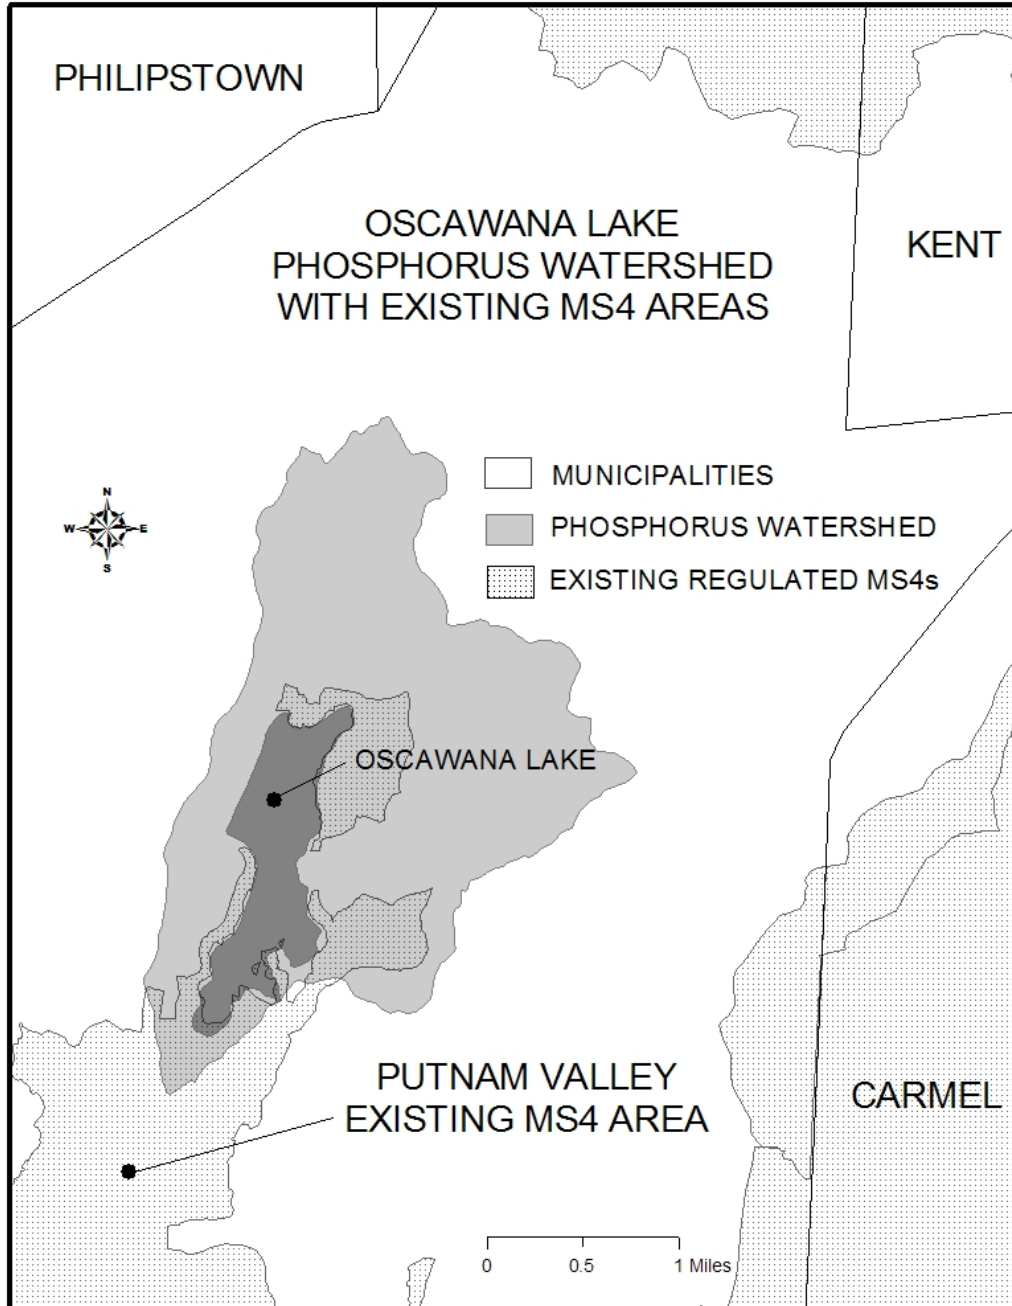 PHILIPSTOWN
OSCAWANA LAKE
PHOSPHORUS WATERSHED
WITH EXISTING MS4 AREAS
KENT
MUNICIPALITIES
PHOSPHORUS WATERSHED
EXISTING REGULATED MS4s
N
W E
S
OSCAWANA LAKE
PUTNAM VALLEY
EXISTING MS4 AREA
CARMEL
0 0.5 1 Miles